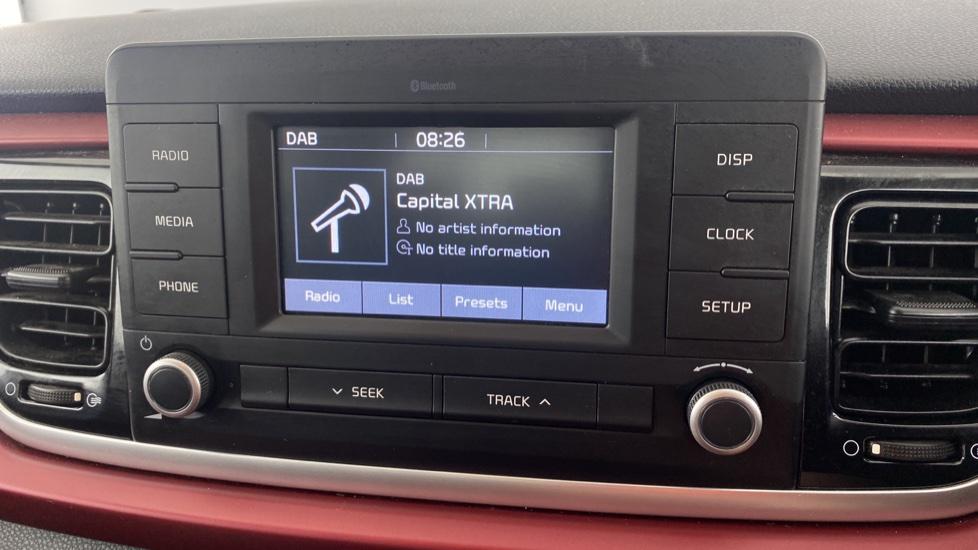 Bluetooth
RADIO
MEDIA
PHONE
DAB 08:26
DAB
Capital XTRA
No artist information
No title information
Radio List Presets Menu
DISP
CLOCK
SETUP
SEEK
TRACK